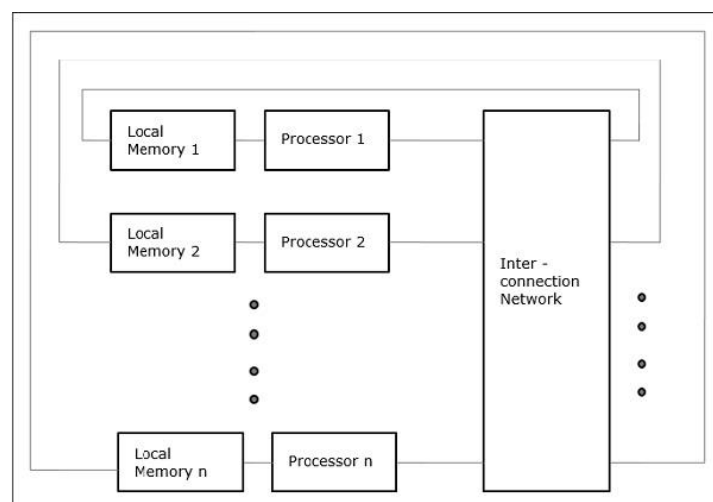 Local
Memory 1
Processor 1
Local
Memory 2
Processor 2
Inter -
connection
Network
Local
Memory n
Processor n